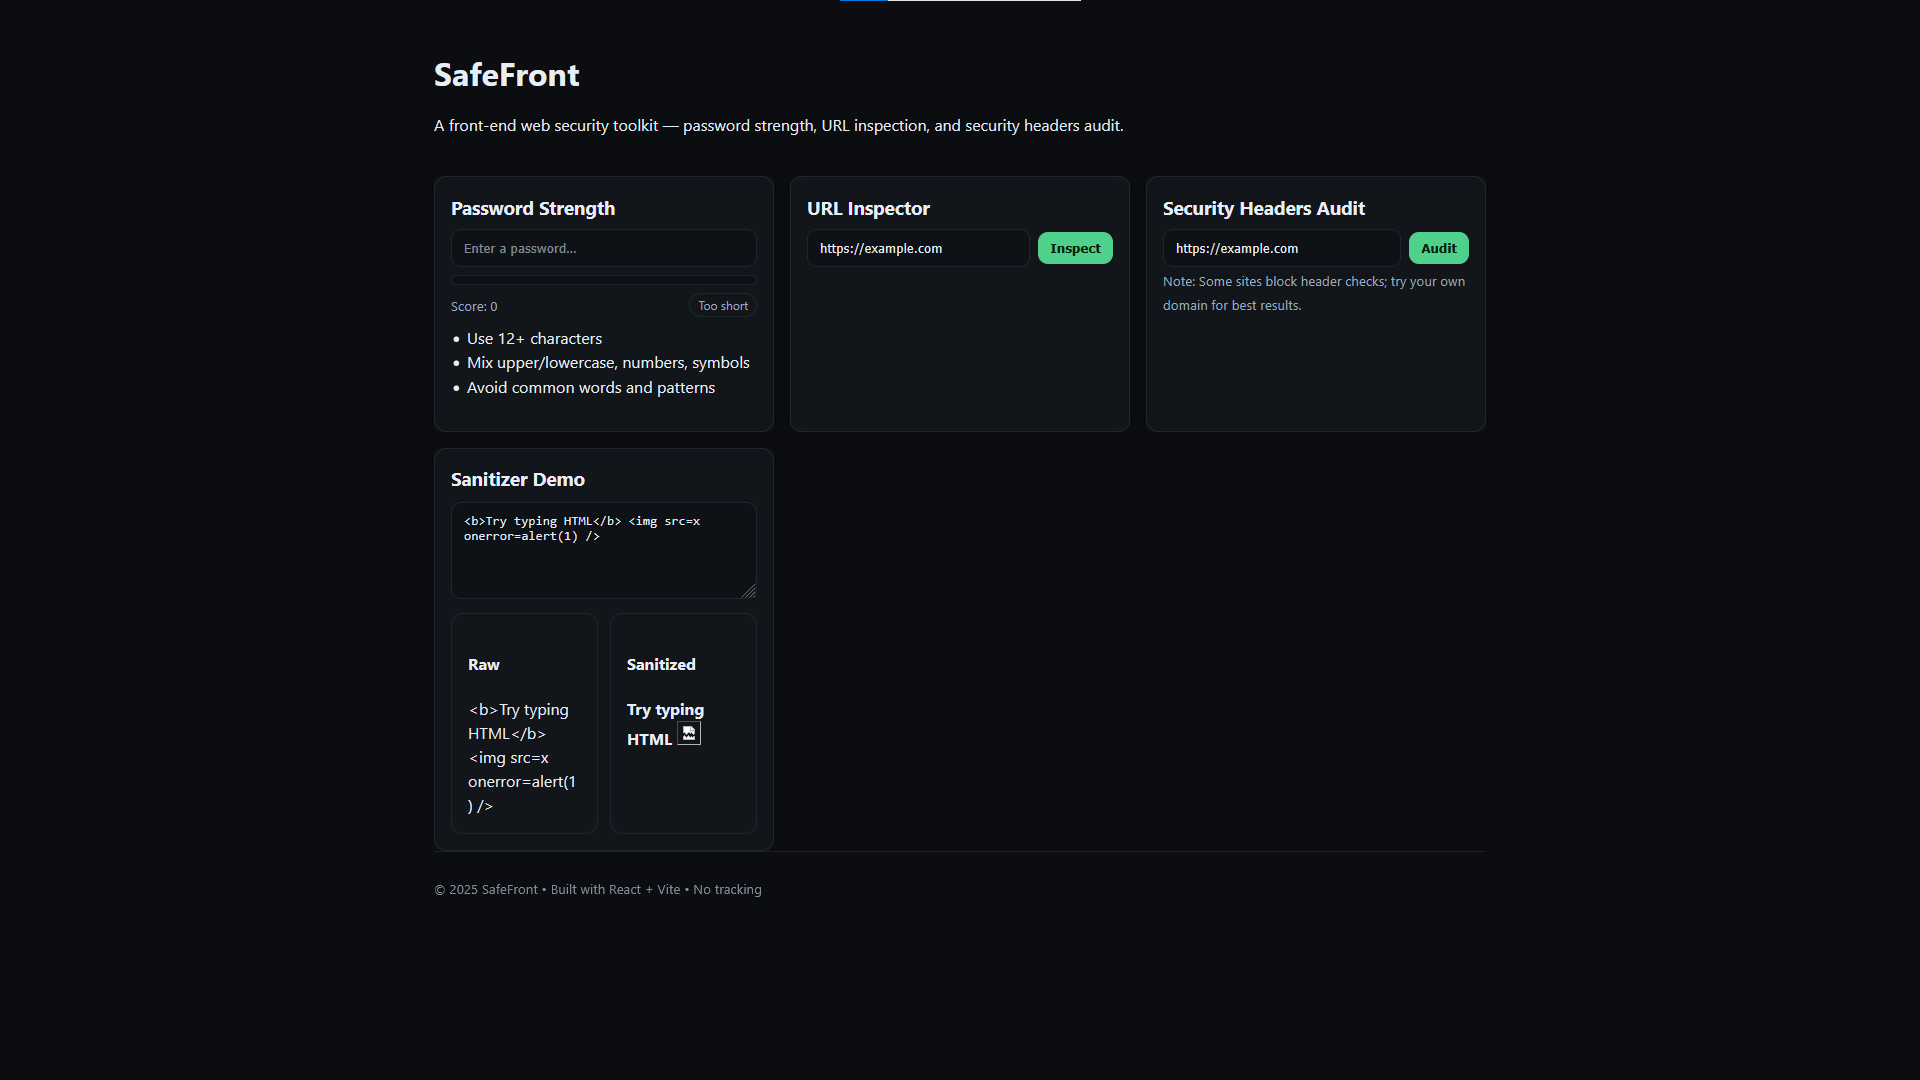 SafeFront
A front-end web security toolkit — password strength, URL inspection, and security headers audit.
Password Strength
Enter a password...
Score: 0
Too short
• Use 12+ characters
• Mix upper/lowercase, numbers, symbols
• Avoid common words and patterns
URL Inspector
https://example.com
Inspect
Security Headers Audit
https://example.com
Audit
Note: Some sites block header checks; try your own
domain for best results.
Sanitizer Demo
<b>Try typing HTML</b> <img src=x
onerror=alert(1) />
Raw
<b>Try typing
HTML</b>
<img src=x
onerror=alert(1
) />
Sanitized
Try typing
HTML
© 2025 SafeFront • Built with React + Vite • No tracking